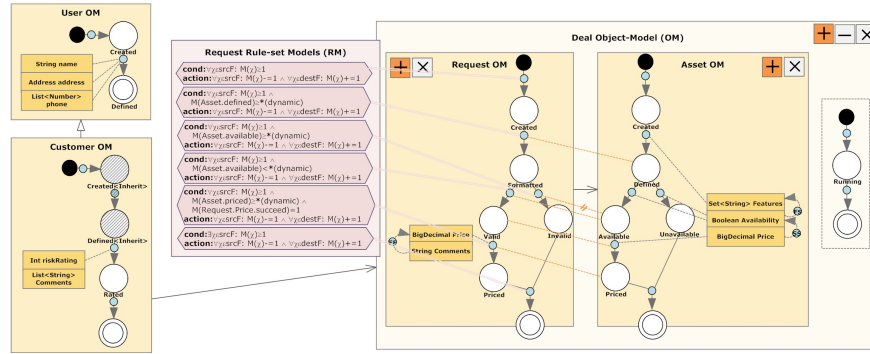 User OM
Created
String name
Address address
List<Number>
phone
Defined
Customer OM
Created<Inherit>
Defined<Inherit>
Int riskRating
List<String>
Comments
Rated
Request Rule-set Models (RM)
cond:∀χ∈srcF: M(χ)≥1
action:∀χ∈srcF: M(χ)-=1 ∧ ∀χ∈destF: M(χ)+=1
cond:∀χ∈srcF: M(χ)≥1 ∧
M(Asset.defined)≥*(dynamic)
action:∀χ∈srcF: M(χ)-=1 ∧ ∀χ∈destF: M(χ)+=1
cond:∀χ∈srcF: M(χ)≥1 ∧
M(Asset.available)≥*(dynamic)
action:∀χ∈srcF: M(χ)-=1 ∧ ∀χ∈destF: M(χ)+=1
cond:∀χ∈srcF: M(χ)≥1 ∧
M(Asset.available)<*(dynamic)
action:∀χ∈srcF: M(χ)-=1 ∧ ∀χ∈destF: M(χ)+=1
cond:∀χ∈srcF: M(χ)≥1 ∧
M(Asset.priced)≥*(dynamic) ∧
M(Request.Price.succeed)=1
action:∀χ∈srcF: M(χ)-=1 ∧ ∀χ∈destF: M(χ)+=1
cond:∃χ∈srcF: M(χ)≥1
action:∀χ∈srcF: M(χ)-=1 ∧ ∀χ∈destF: M(χ)+=1
Deal Object-Model (OM)
Request OM
Created
Formatted
Valid
Invalid
BigDecimal Price
String Comments
Priced
Asset OM
Created
Defined
Available
Unavailable
Set<String> Features
Boolean Availability
BigDecimal Price
Priced
Running